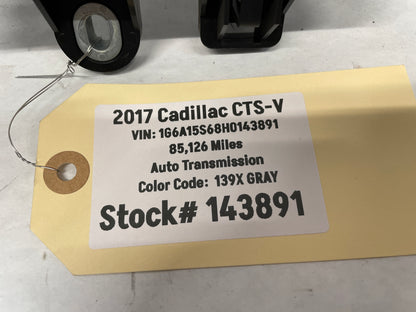 2017 Cadillac CTS-V
VIN: 1G6A15S68H0143891
85,126 Miles
Auto Transmission
Color Code: 139X GRAY
Stock# 143891